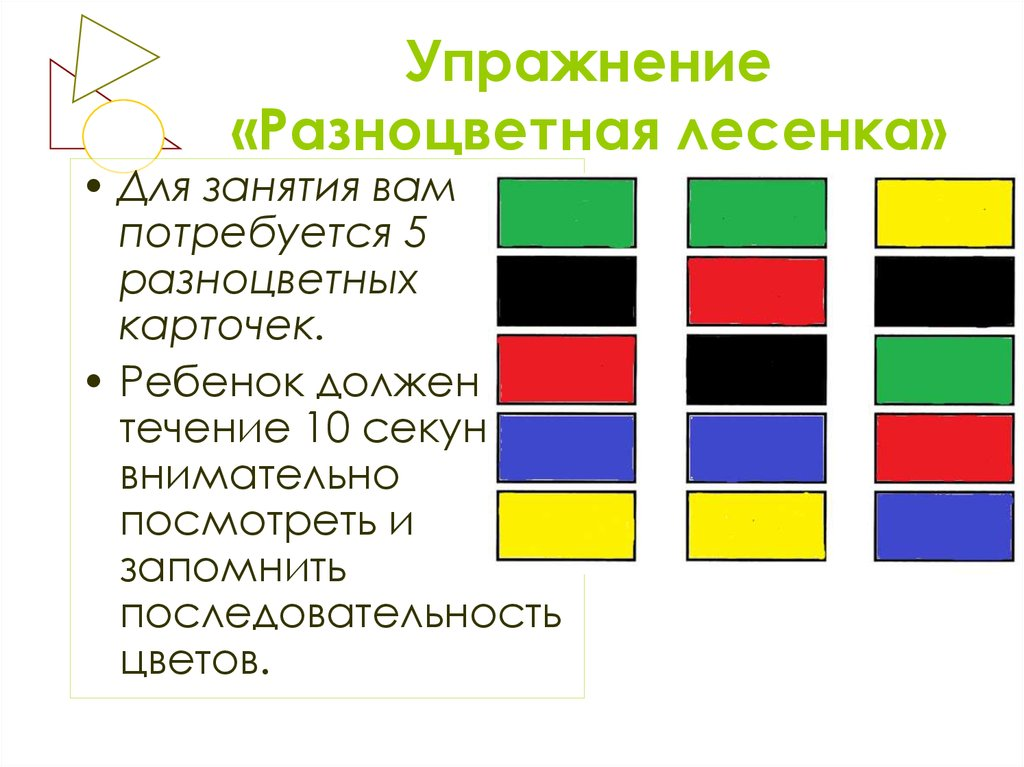 Упражнение
«Разноцветная лесенка»
• Для занятия вам
потребуется 5
разноцветных
карточек.
• Ребенок должен
течение 10 секун
внимательно
посмотреть и
запомнить
последовательность
цветов.